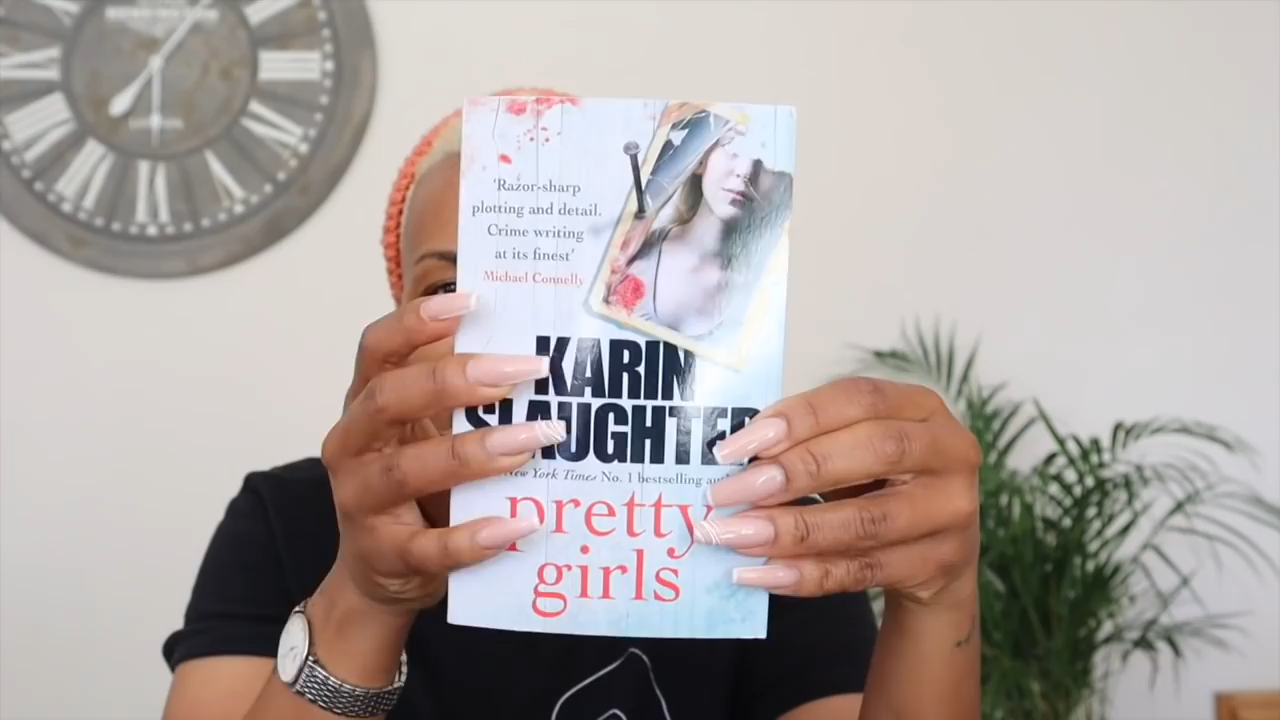 'Razor-sharp
plotting and detail.
Crime writing
at its finest'
Michael Connelly
KARIN
SLAUGHTER
New York Times No. 1 bestselling
pretty
girls